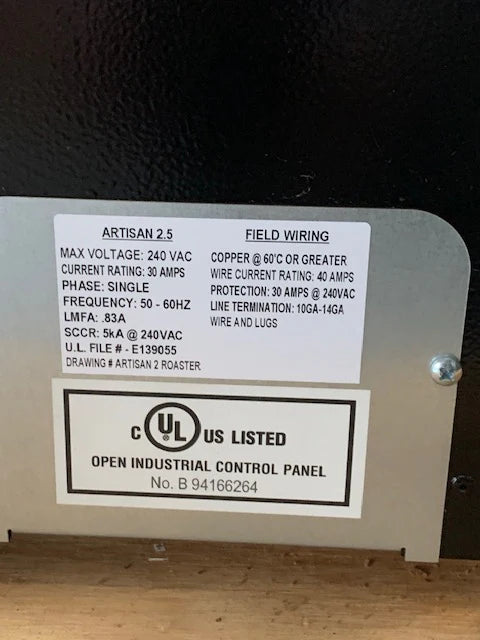 ARTISAN 2.5
MAX VOLTAGE: 240 VAC
CURRENT RATING: 30 AMPS
PHASE: SINGLE
FREQUENCY: 50 - 60HZ
LMFA: .83A
SCCR: 5kA @ 240VAC
U.L. FILE # - E139055
DRAWING # ARTISAN 2 ROASTER
FIELD WIRING
COPPER @ 60'C OR GREATER
WIRE CURRENT RATING: 40 AMPS
PROTECTION: 30 AMPS @ 240VAC
LINE TERMINATION: 10GA-14GA
WIRE AND LUGS
C UL ® US LISTED
OPEN INDUSTRIAL CONTROL PANEL
No. B 94166264